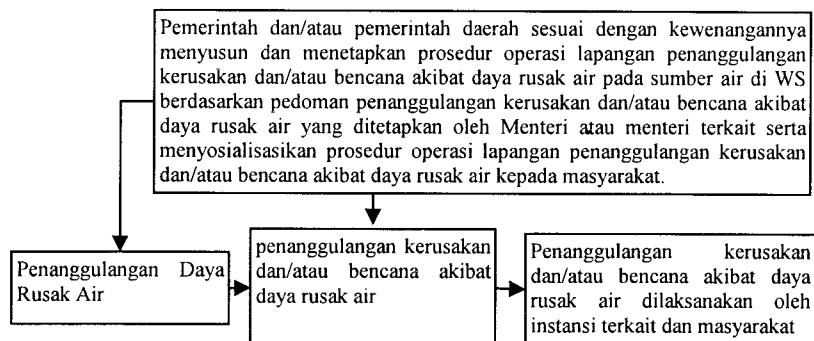 Pemerintah dan/atau pemerintah daerah sesuai dengan kewenangannya
menyusun dan menetapkan prosedur operasi lapangan penanggulangan
kerusakan dan/atau bencana akibat daya rusak air pada sumber air di WS
berdasarkan pedoman penanggulangan kerusakan dan/atau bencana akibat
daya rusak air yang ditetapkan oleh Menteri atau menteri terkait serta
menyosialisasikan prosedur operasi lapangan penanggulangan kerusakan
dan/atau bencana akibat daya rusak air kepada masyarakat.
Penanggulangan Daya
Rusak Air
penanggulangan kerusakan
dan/atau bencana akibat
daya rusak air
Penanggulangan kerusakan
dan/atau bencana akibat daya
rusak air dilaksanakan oleh
instansi terkait dan masyarakat